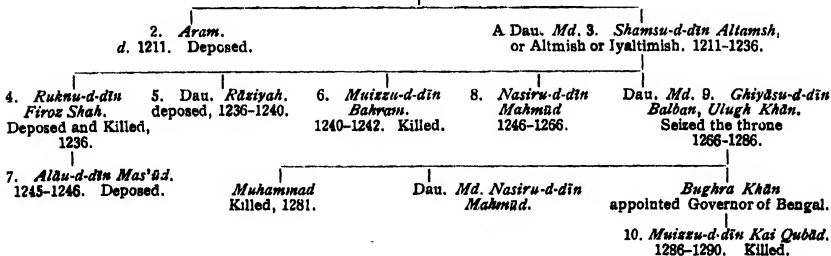 2. Aram.
d. 1211. Deposed.
A Dau. Md. 3. Shamsu-d-dīn Altamsh,
or Altmish or Iyaltimish. 1211-1236.
4. Ruknu-d-dīn
Firoz Shah.
Deposed and Killed,
1236.
5. Dau. Rāziyah.
deposed, 1236-1240.
6. Muizzu-d-dīn
Bahram.
1240-1242. Killed.
8. Nasiru-d-dīn
Mahmūd
1246-1266.
Dau. Md. 9. Ghiyāsu-d-dīn
Balban, Ulugh Khān.
Seized the throne
1266-1286.
7. Alāu-d-dīn Mas'ūd.
1245-1246. Deposed.
Muhammad
Killed, 1281.
Dau. Md. Nasiru-d-dīn
Mahmūd.
Bughra Khān
appointed Governor of Bengal.
10. Muizzu-d-dīn Kai Qubād.
1286-1290. Killed.